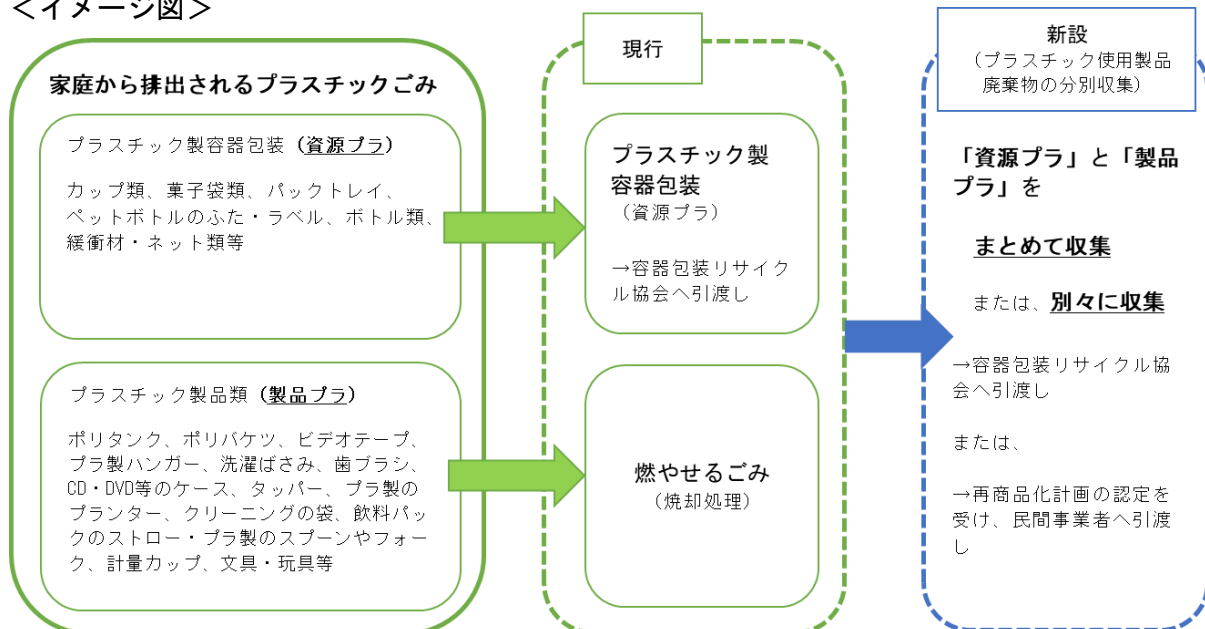 ＜イメージ図＞
家庭から排出されるプラスチックごみ
プラスチック製容器包装（資源プラ）
カップ類、菓子袋類、パックトレイ、
ペットボトルのふた・ラベル、ボトル類、
緩衝材・ネット類等
プラスチック製品類（製品プラ）
ポリタンク、ポリバケツ、ビデオテープ、
プラ製ハンガー、洗濯ばさみ、歯ブラシ、
CD・DVD等のケース、タッパー、プラ製の
プランター、クリーニングの袋、飲料パッ
クのストロー・プラ製のスプーンやフォー
ク、計量カップ、文具・玩具等
現行
プラスチック製
容器包装
（資源プラ）
→容器包装リサイク
ル協会へ引渡し
燃やせるごみ
（焼却処理）
新設
（プラスチック使用製品
廃棄物の分別収集）
「資源プラ」と「製品
プラ」を
まとめて収集
または、別々に収集
→容器包装リサイクル協
会へ引渡し
または、
→再商品化計画の認定を
受け、民間事業者へ引渡
し